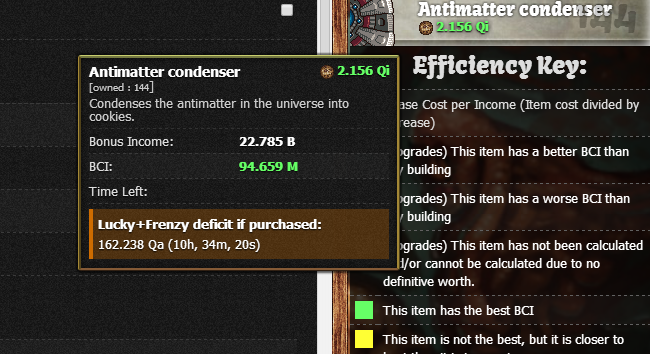 Antimatter condenser
144
2.156 Qi
Antimatter condenser 2.156 Qi
[owned : 144]
Condenses the antimatter in the universe into
cookies.
Bonus Income: 22.785 B
BCI: 94.659 M
Time Left:
Lucky+Frenzy deficit if purchased:
162.238 Qa (10h, 34m, 20s)
Efficiency Key:
ase Cost per Income (Item cost divided by
rease)
pgrades) This item has a better BCI than
y building
pgrades) This item has a worse BCI than
y building
pgrades) This item has not been calculated
d/or cannot be calculated due to no
definitive worth.
This item has the best BCI
This item is not the best, but it is closer to